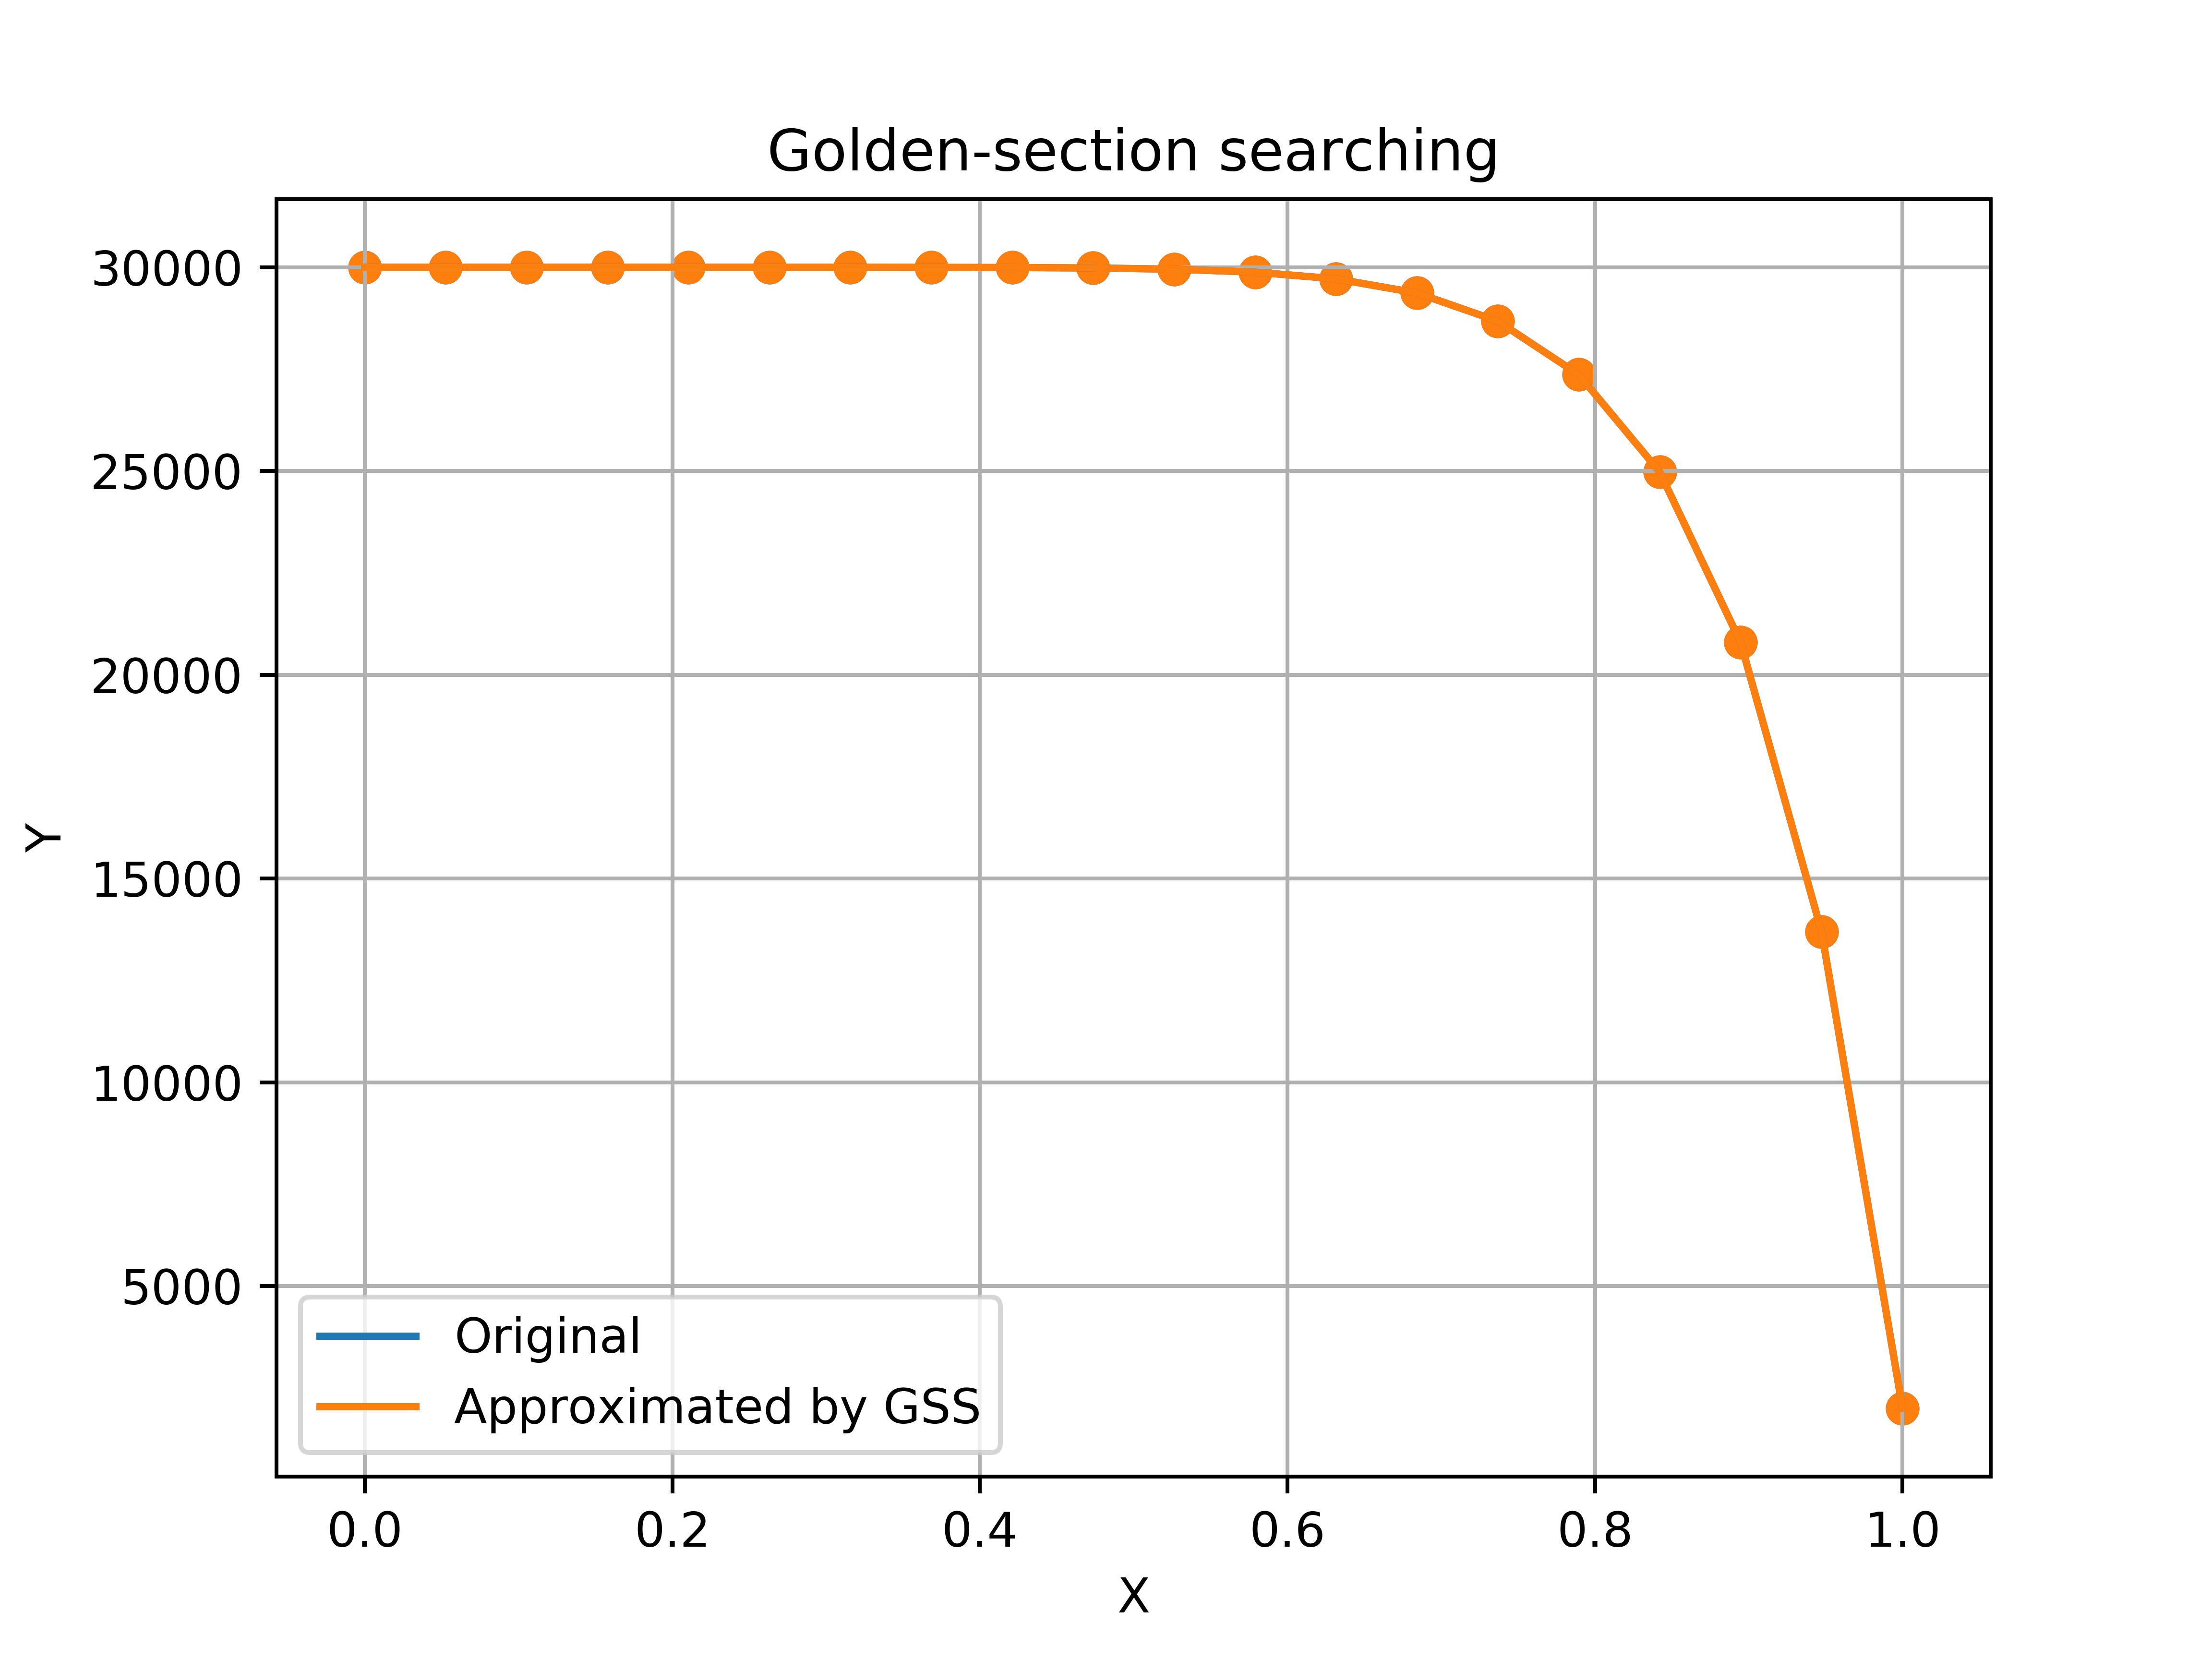 Golden-section searching
30000
25000
20000
15000
10000
5000
Y
Original
Approximated by GSS
0.0 0.2 0.4 0.6 0.8 1.0
X